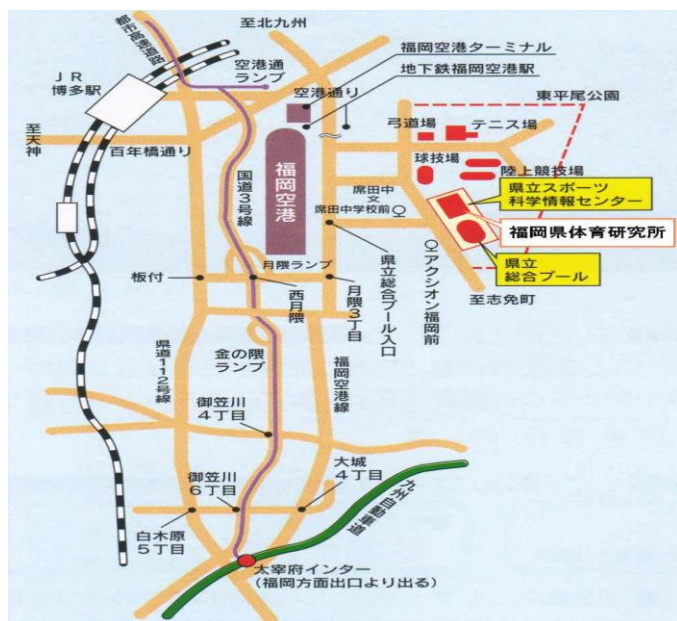 至北九州
都市高速道路
福岡空港ターミナル
地下鉄福岡空港駅
空港通
ランプ
空港通り
JR
博多駅
東平尾公園
至
天神
百年橋通り
弓道場
テニス場
球技場
陸上競技場
国道3号線
福岡空港
席田中
文
席田中学校前
県立スポーツ
科学情報センター
福岡県体育研究所
県立
総合プール
月隈ランプ
板付
西月隈
月隈3丁目
県立総合プール入口
アクシオン福岡前
至志免町
県道112号線
金の隈
ランプ
福岡空港線
御笠川
4丁目
御笠川
6丁目
大城
4丁目
九州自動車道
白木原
5丁目
太宰府インター
(福岡方面出口より出る)